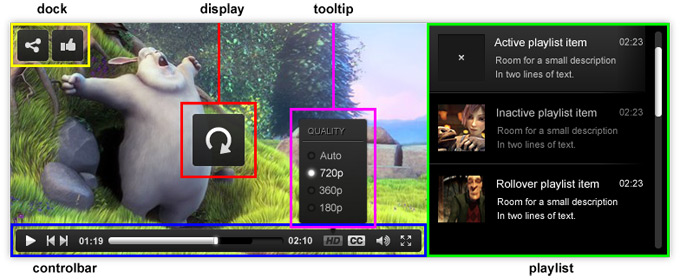 dock
display
tooltip
QUALITY
Auto
720p
360p
180p
01:19
02:10
HD
CC
Active playlist item
02:23
Room for a small description
In two lines of text.
Inactive playlist item
02:23
Room for a small description
In two lines of text.
Rollover playlist item
02:23
Room for a small description
In two lines of text.
controlbar
playlist